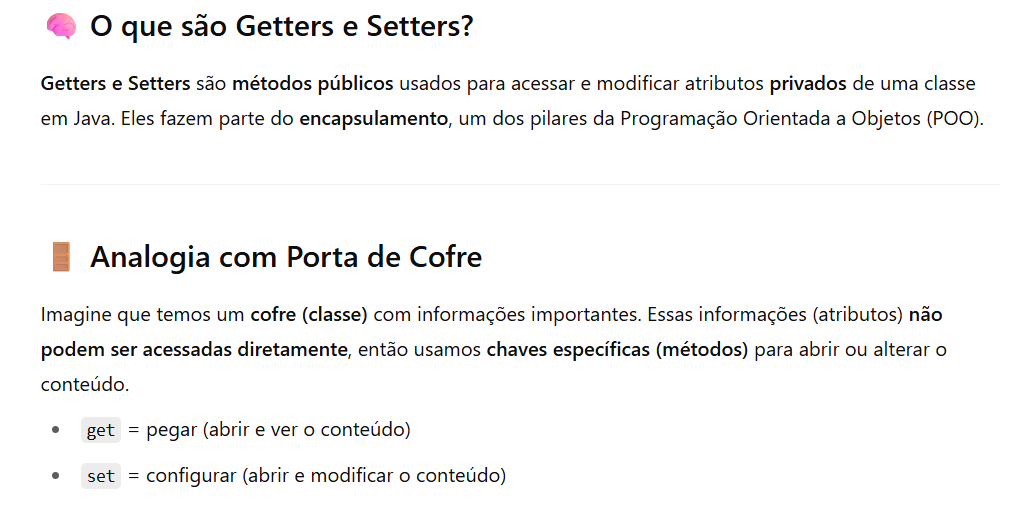 🧠 O que são Getters e Setters?
Getters e Setters são métodos públicos usados para acessar e modificar atributos privados de uma classe
em Java. Eles fazem parte do encapsulamento, um dos pilares da Programação Orientada a Objetos (POO).
🚪 Analogia com Porta de Cofre
Imagine que temos um cofre (classe) com informações importantes. Essas informações (atributos) não
podem ser acessadas diretamente, então usamos chaves específicas (métodos) para abrir ou alterar o
conteúdo.
• get = pegar (abrir e ver o conteúdo)
• set = configurar (abrir e modificar o conteúdo)